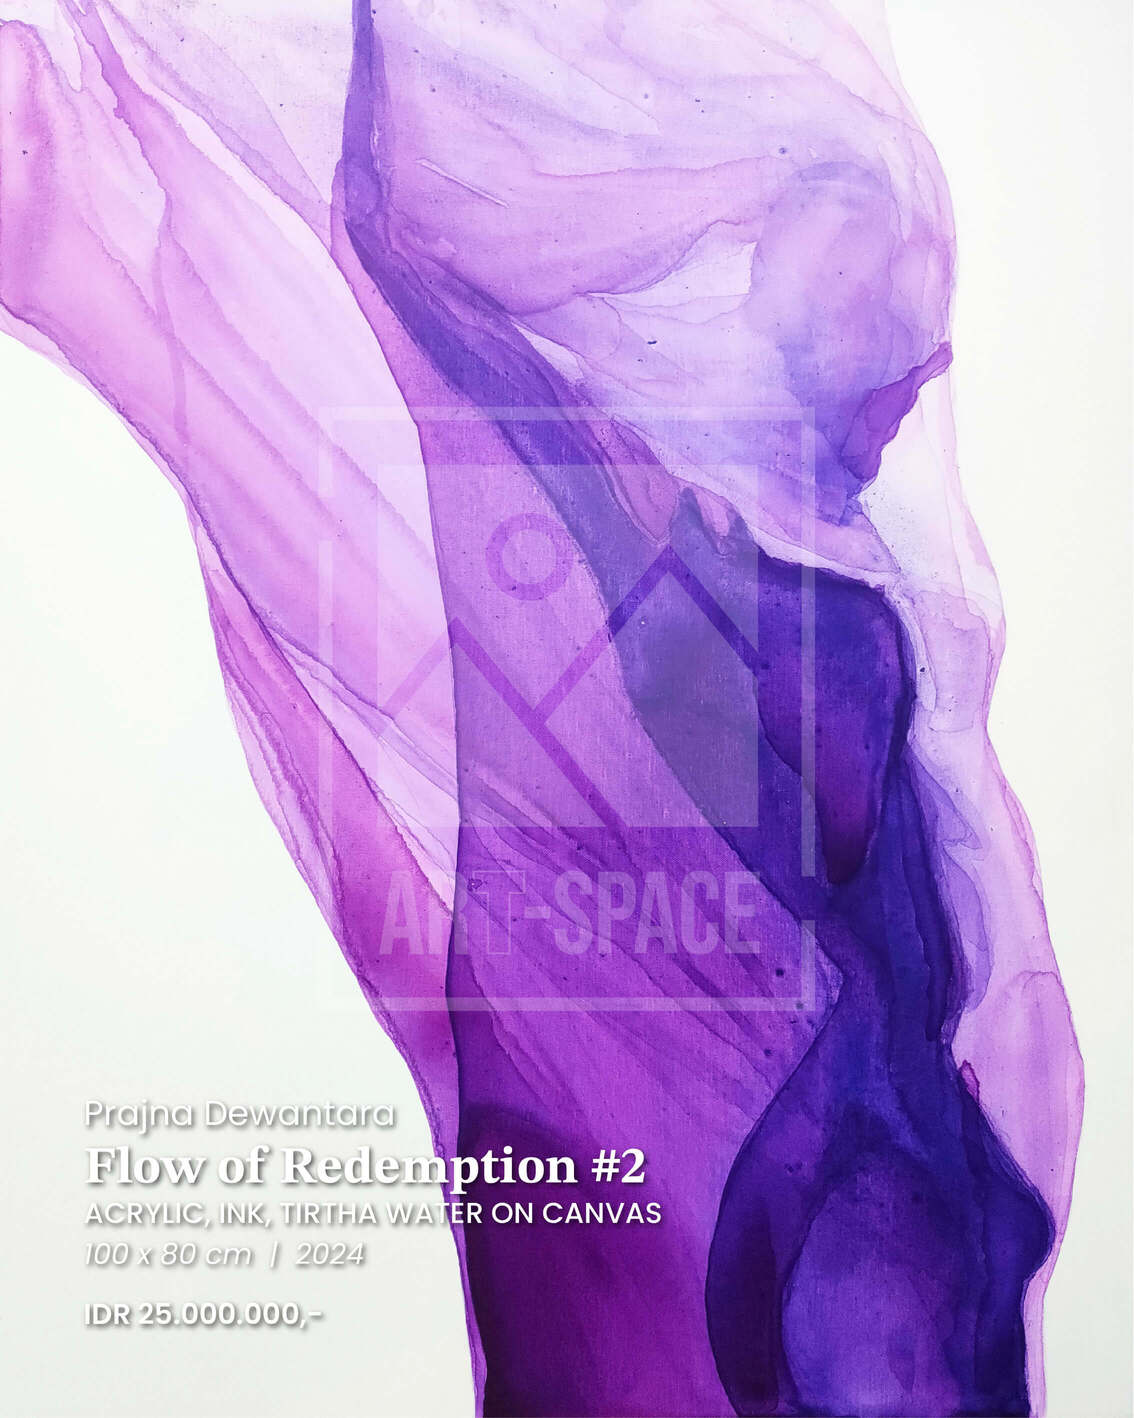 ART-SPACE
Prajna Dewantara
Flow of Redemption #2
ACRYLIC, INK, TIRTHA WATER ON CANVAS
100 x 80 cm | 2024
IDR 25.000.000,-